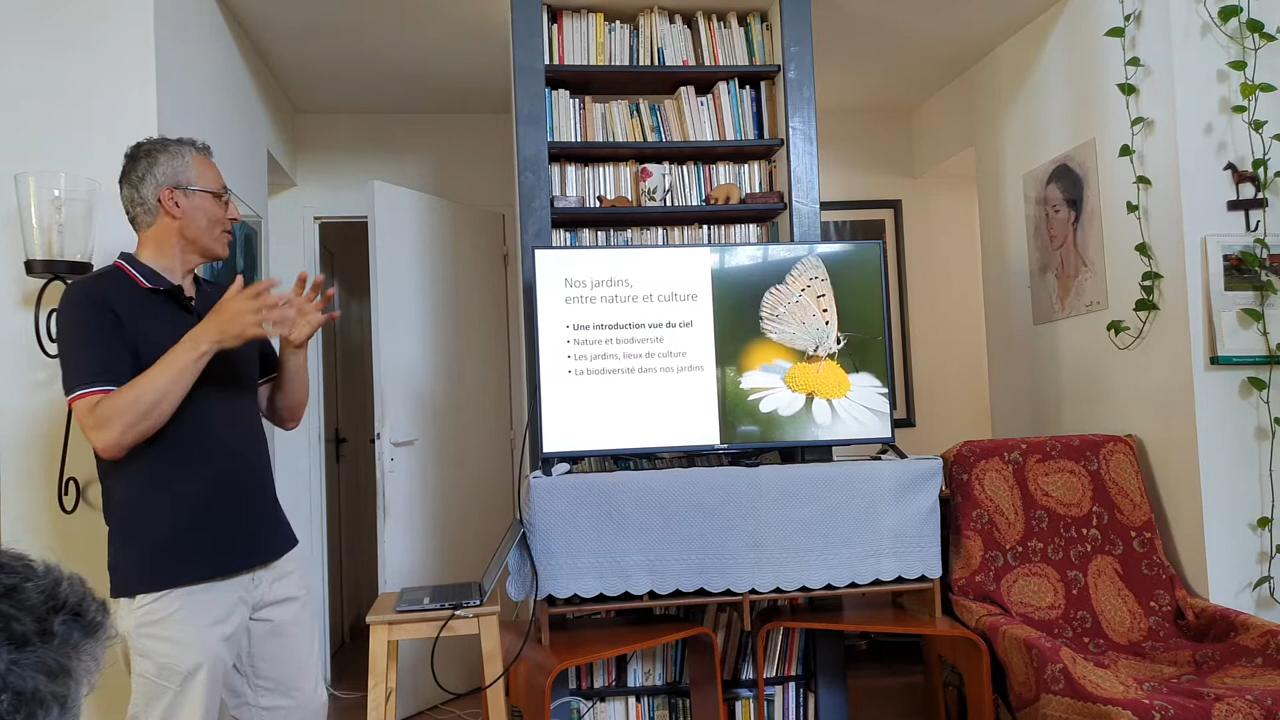 Nos jardins,
entre nature et culture
• Une introduction vue du ciel
• Nature et biodiversité
• Les jardins, lieux de culture
• La biodiversité dans nos jardins